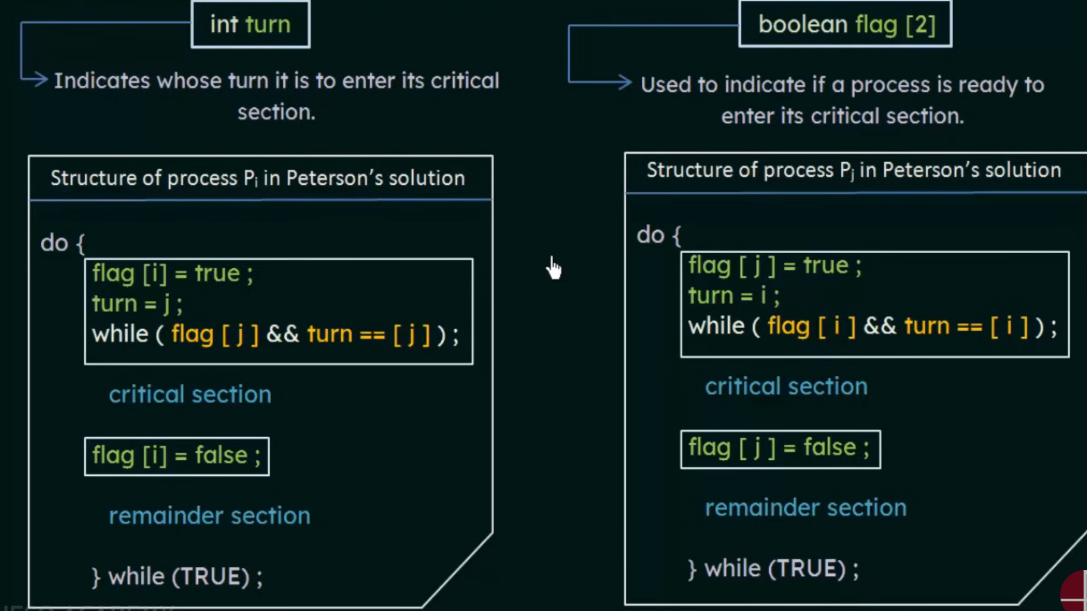 int turn
Indicates whose turn it is to enter its critical
section.
Structure of process Pi in Peterson's solution
do {
flag [i] = true ;
turn = j ;
while ( flag [ j ] && turn == [ j ] ) ;
critical section
flag [i] = false ;
remainder section
} while (TRUE) ;
boolean flag [2]
Used to indicate if a process is ready to
enter its critical section.
Structure of process Pj in Peterson's solution
do {
flag [ j ] = true ;
turn = i ;
while ( flag [ i ] && turn == [ i ] ) ;
critical section
flag [ j ] = false ;
remainder section
} while (TRUE) ;